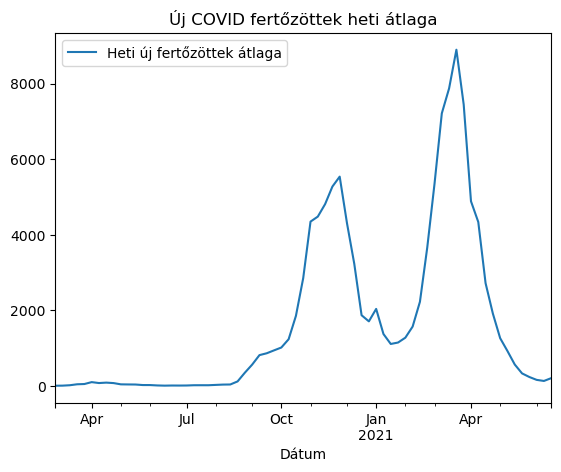 Új COVID fertőzöttek heti átlaga
Heti új fertőzöttek átlaga
8000
6000
4000
2000
0
Apr Jul Oct Jan Apr
2021
Dátum